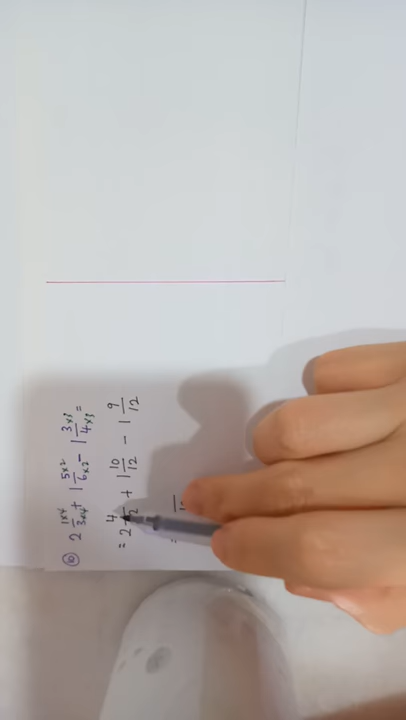 ⑩ 2 1×4/3×4 + 1 5×2/6×2 - 1 3×3/4×3 =
= 2 4/12 + 1 10/12 - 1 9/12
=